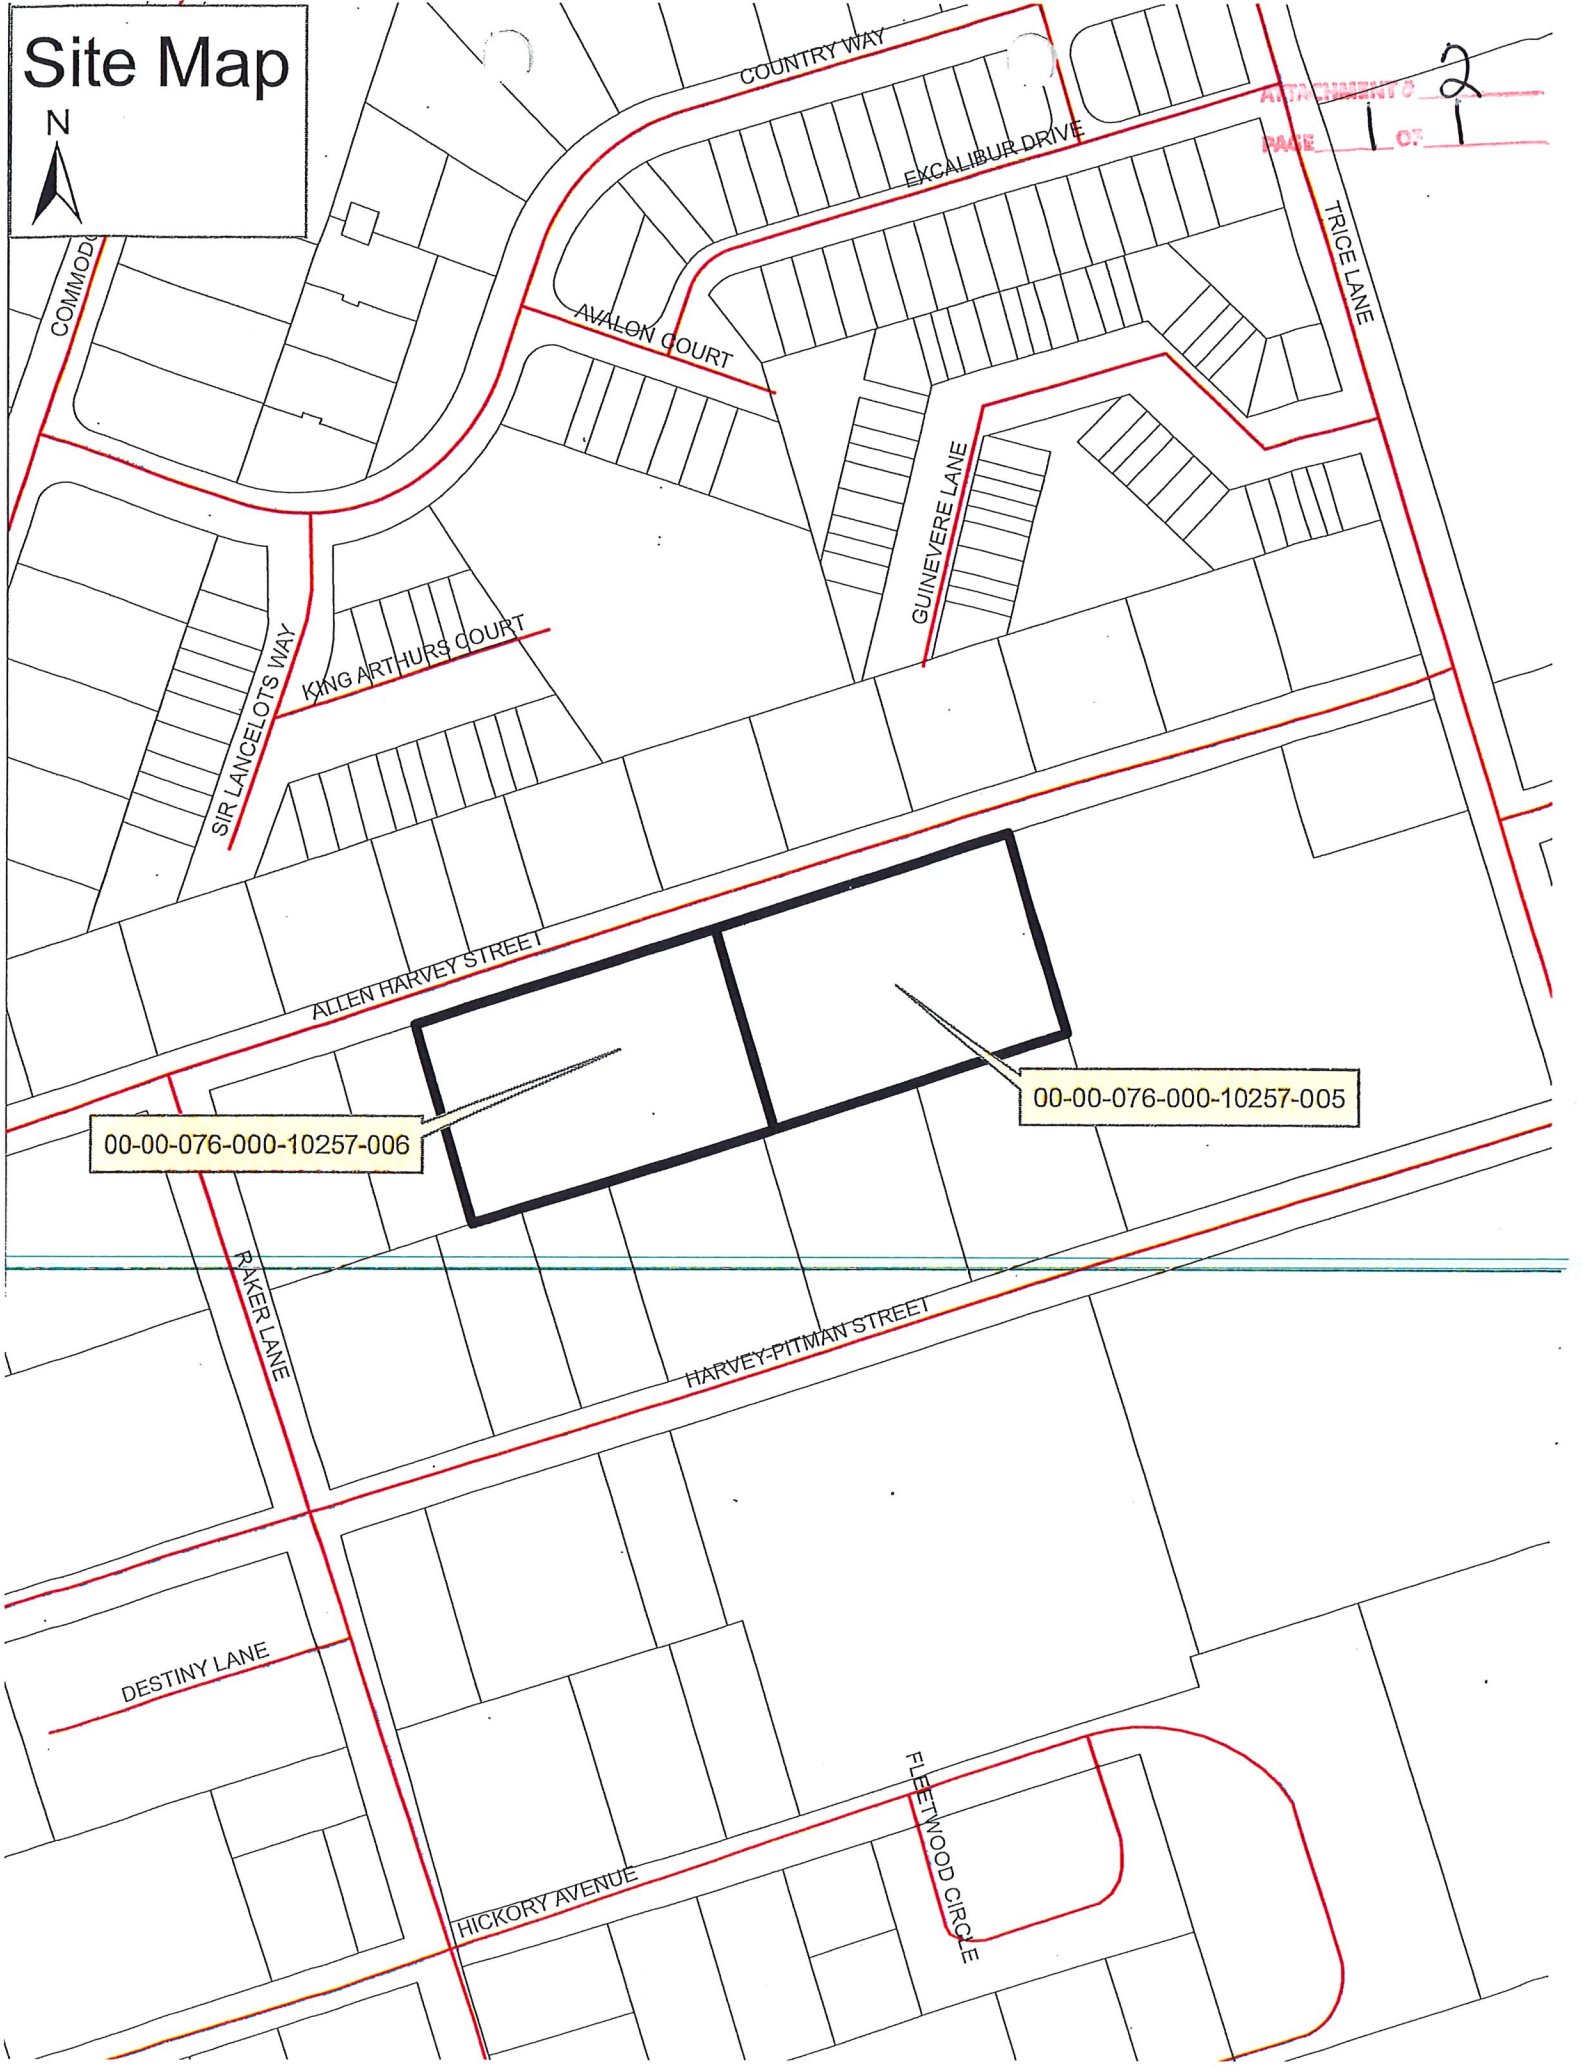 Site Map
N
ATTACHMENT # 2
PAGE 1 OF 1
COUNTRY WAY
EXCALIBUR DRIVE
TRICE LANE
AVALON COURT
GUINEVERE LANE
KING ARTHURS COURT
SIR LANCELOTS WAY
ALLEN HARVEY STREET
00-00-076-000-10257-005
00-00-076-000-10257-006
RAKER LANE
HARVEY-PITMAN STREET
DESTINY LANE
FLEETWOOD CIRCLE
HICKORY AVENUE